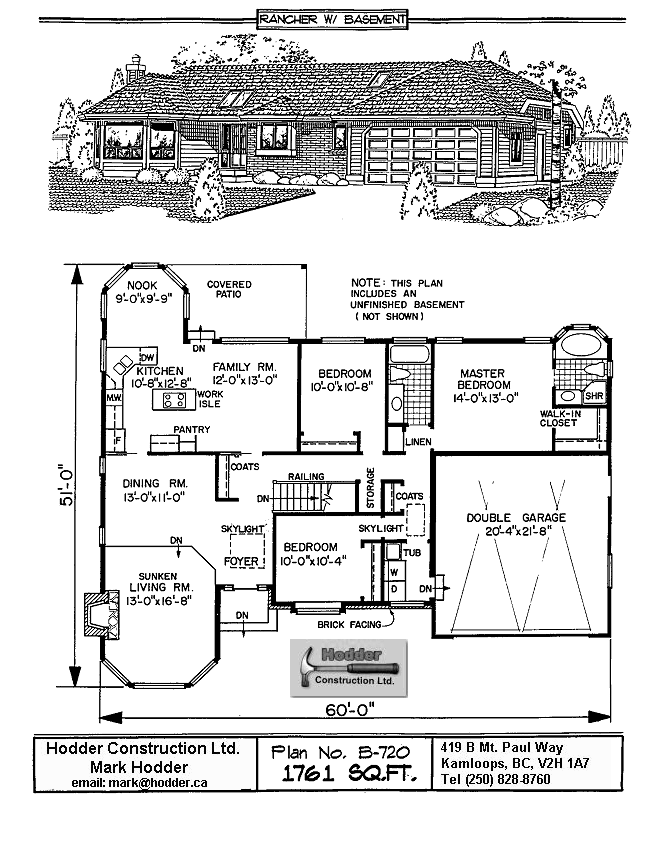 RANCHER W/ BASEMENT
NOOK
9'-0"x9'-9"
COVERED
PATIO
NOTE: THIS PLAN
INCLUDES AN
UNFINISHED BASEMENT
( NOT SHOWN )
DN
DW
KITCHEN
10'-8"x12'-8"
FAMILY RM.
12'-0"x13'-0"
BEDROOM
10'-0"x10'-8"
MASTER
BEDROOM
14'-0"x13'-0"
M.W.
WORK
ISLE
SHR
WALK-IN
CLOSET
F
PANTRY
LINEN
COATS
RAILING
STORAGE
DINING RM.
13'-0"x11'-0"
DN
COATS
51'-0"
SKYLIGHT
FOYER
SKYLIGHT
DOUBLE GARAGE
20'-4"x21'-8"
DN
BEDROOM
10'-0"x10'-4"
TUB
W
D
DN
SUNKEN
LIVING RM.
13'-0"x16'-8"
DN
BRICK FACING
Hodder
Construction Ltd.
60'-0"
Hodder Construction Ltd.
Mark Hodder
email: mark@hodder.ca
Plan No. B-720
1761 SQ.FT.
419 B Mt. Paul Way
Kamloops, BC, V2H 1A7
Tel (250) 828-8760